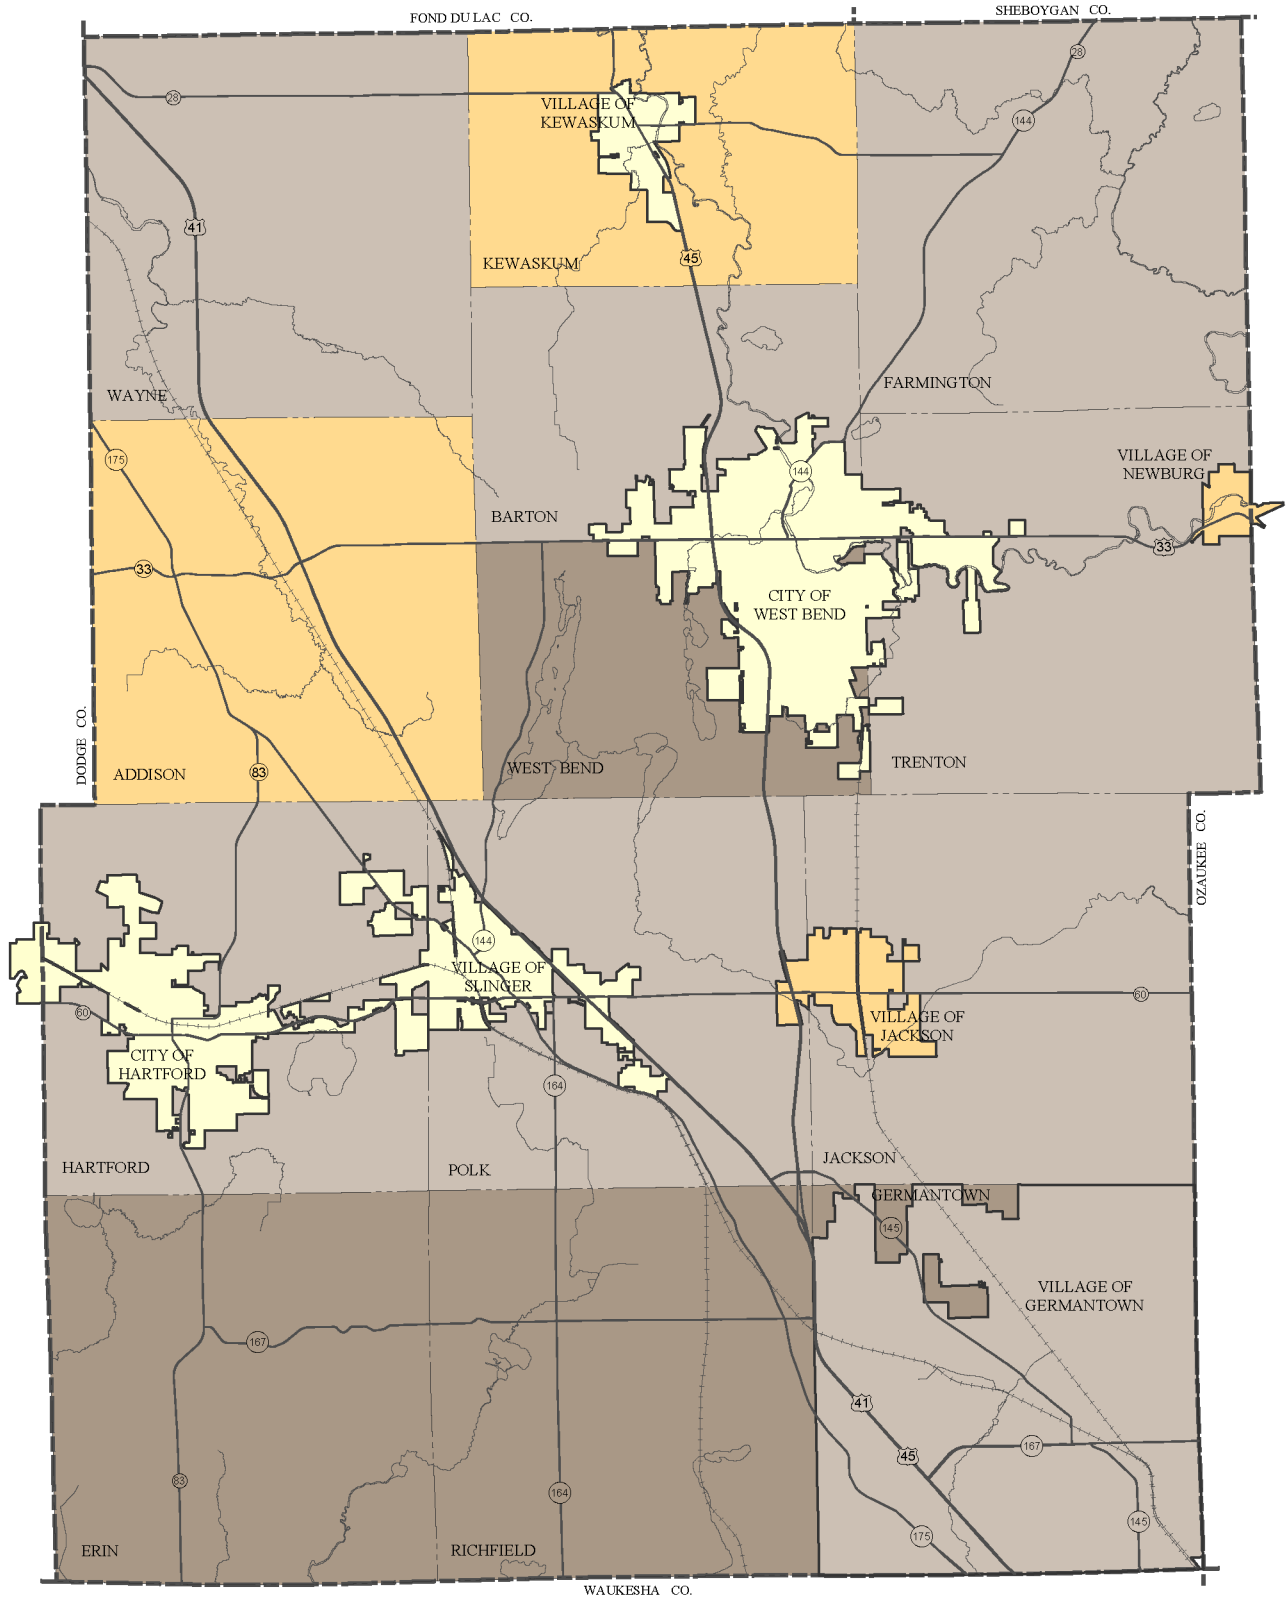 FOND DU LAC CO.
SHEBOYGAN CO.
28
28
VILLAGE OF
KEWASKUM
144
41
45
KEWASKUM
WAYNE
FARMINGTON
175
144
VILLAGE OF
NEWBURG
BARTON
33
33
CITY OF
WEST BEND
DODGE CO.
ADDISON
83
WEST BEND
TRENTON
OZAUKEE CO.
144
VILLAGE OF
SLINGER
60
60
VILLAGE OF
JACKSON
CITY OF
HARTFORD
164
HARTFORD
POLK
JACKSON
GERMANTOWN
145
VILLAGE OF
GERMANTOWN
167
41
45
167
83
164
145
175
ERIN
RICHFIELD
WAUKESHA CO.